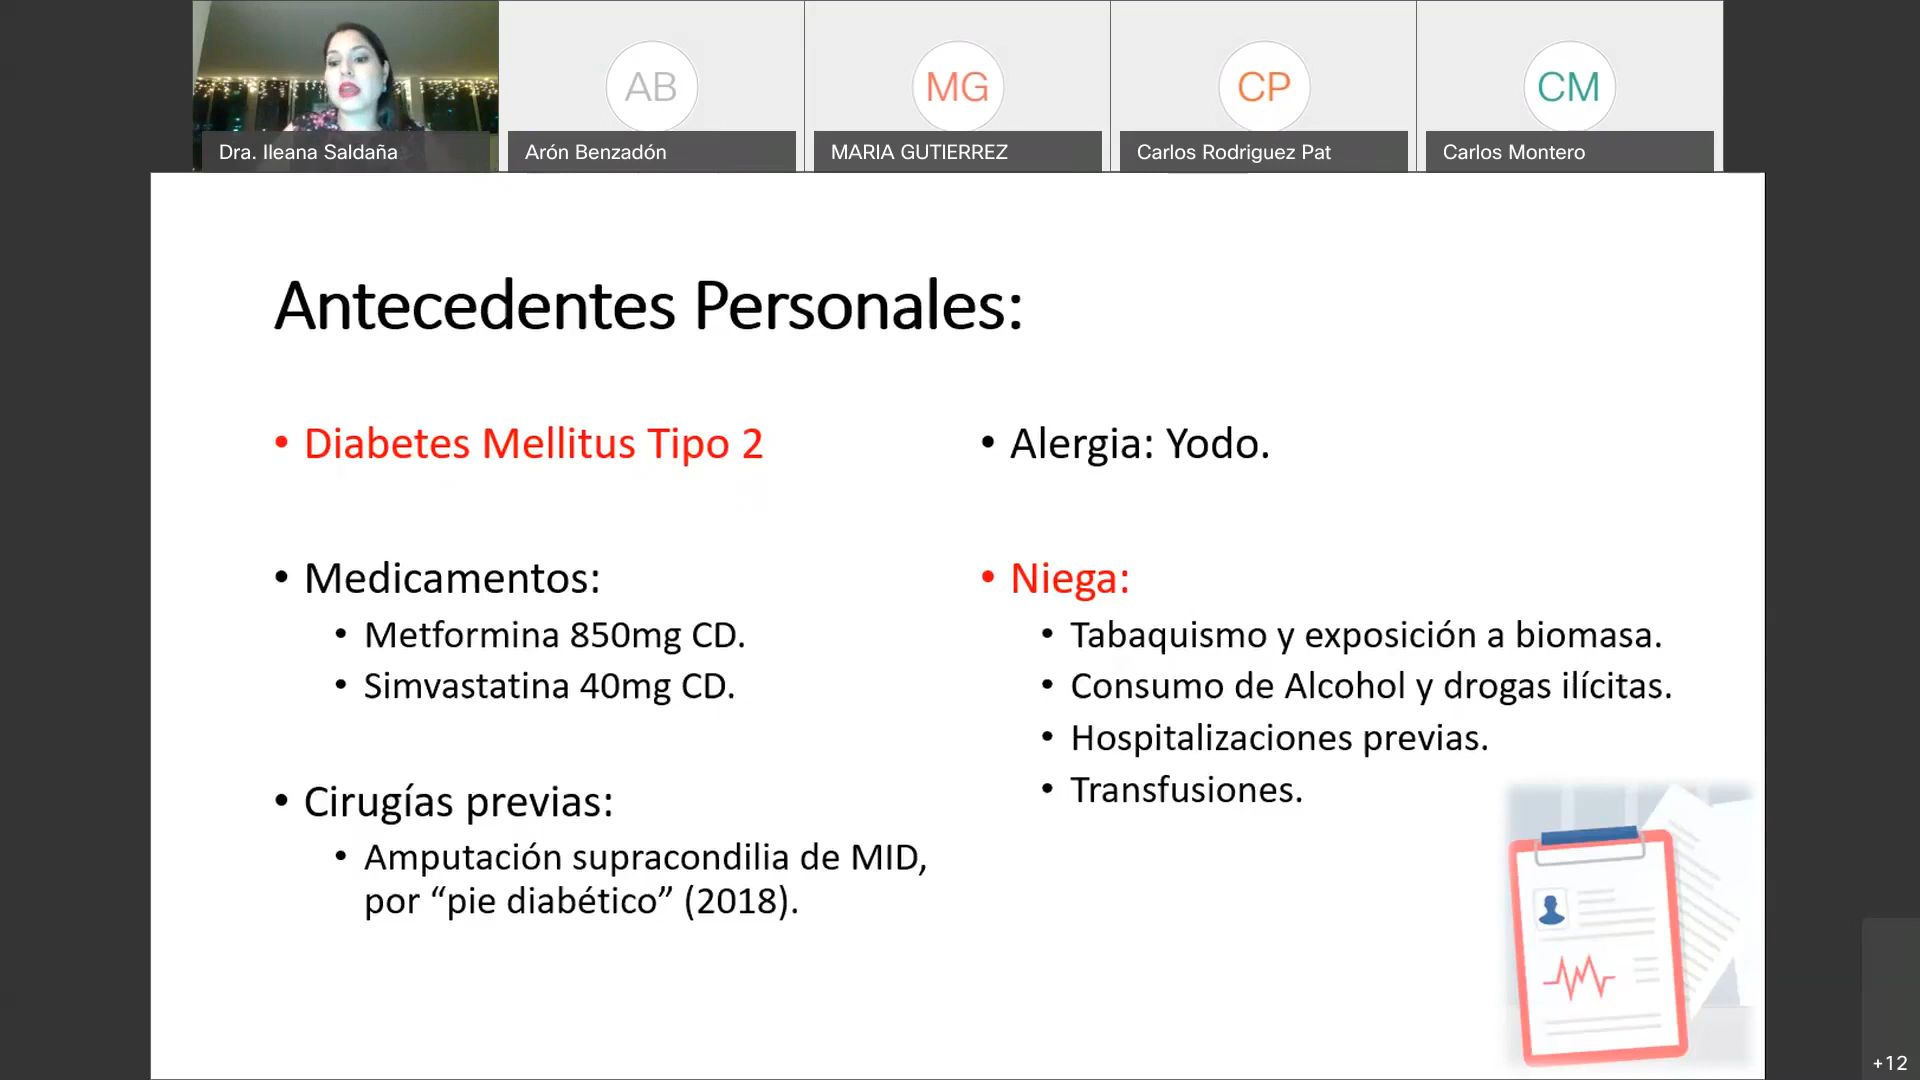 AB
MG
CP
CM
Dra. Ileana Saldaña
Arón Benzadón
MARIA GUTIERREZ
Carlos Rodriguez Pat
Carlos Montero
Antecedentes Personales:
• Diabetes Mellitus Tipo 2
• Medicamentos:
• Metformina 850mg CD.
• Simvastatina 40mg CD.
• Cirugías previas:
• Amputación supracondilia de MID,
por “pie diabético” (2018).
• Alergia: Yodo.
• Niega:
• Tabaquismo y exposición a biomasa.
• Consumo de Alcohol y drogas ilícitas.
• Hospitalizaciones previas.
• Transfusiones.
+12